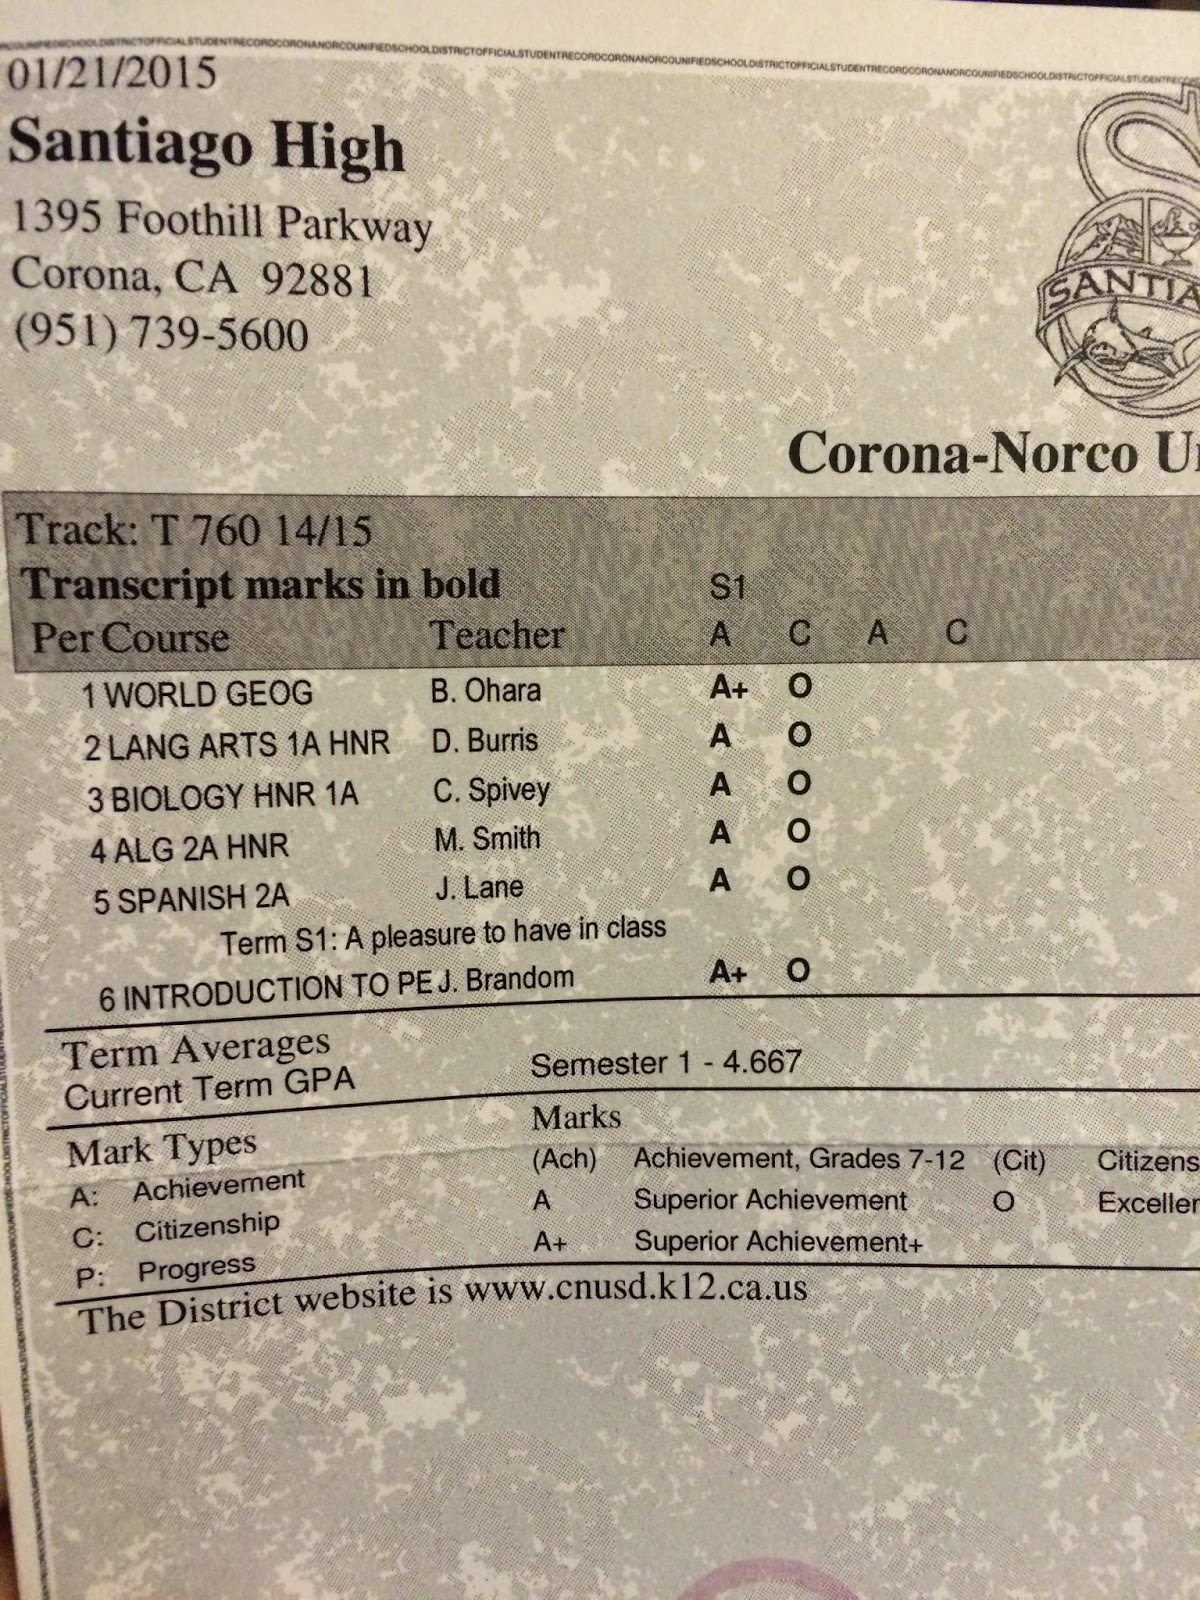 CORONANORCOUNIFIEDSCHOOLDISTRICTOFFICIALSTUDENTRECORDCORONANORCOUNIFIEDSCHOOLDISTRICTOFFICIALSTUDENTRECORD
01/21/2015
Santiago High
1395 Foothill Parkway
Corona, CA 92881
(951) 739-5600
S
SANTIA
Corona-Norco Un
Track: T 760 14/15
Transcript marks in bold S1
Per Course Teacher A C A C
1 WORLD GEOG B. Ohara A+ O
2 LANG ARTS 1A HNR D. Burris A O
3 BIOLOGY HNR 1A C. Spivey A O
4 ALG 2A HNR M. Smith A O
5 SPANISH 2A J. Lane A O
Term S1: A pleasure to have in class
6 INTRODUCTION TO PE J. Brandom A+ O
Term Averages
Current Term GPA Semester 1 - 4.667
Mark Types Marks
A: Achievement (Ach) Achievement, Grades 7-12 (Cit) Citizens
C: Citizenship A Superior Achievement O Excellen
P: Progress A+ Superior Achievement+
The District website is www.cnusd.k12.ca.us